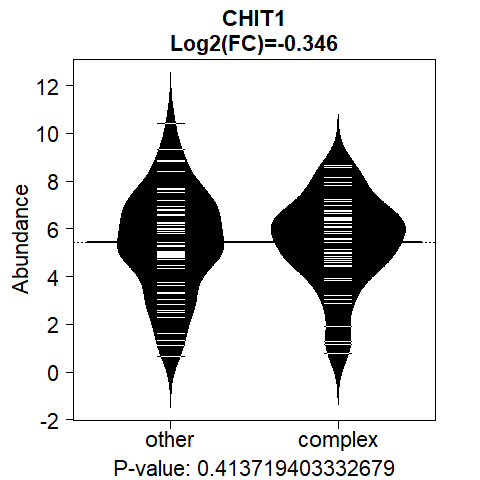 CHIT1
Log2(FC)=-0.346
Abundance
12
10
8
6
4
2
0
-2
other complex
P-value: 0.413719403332679